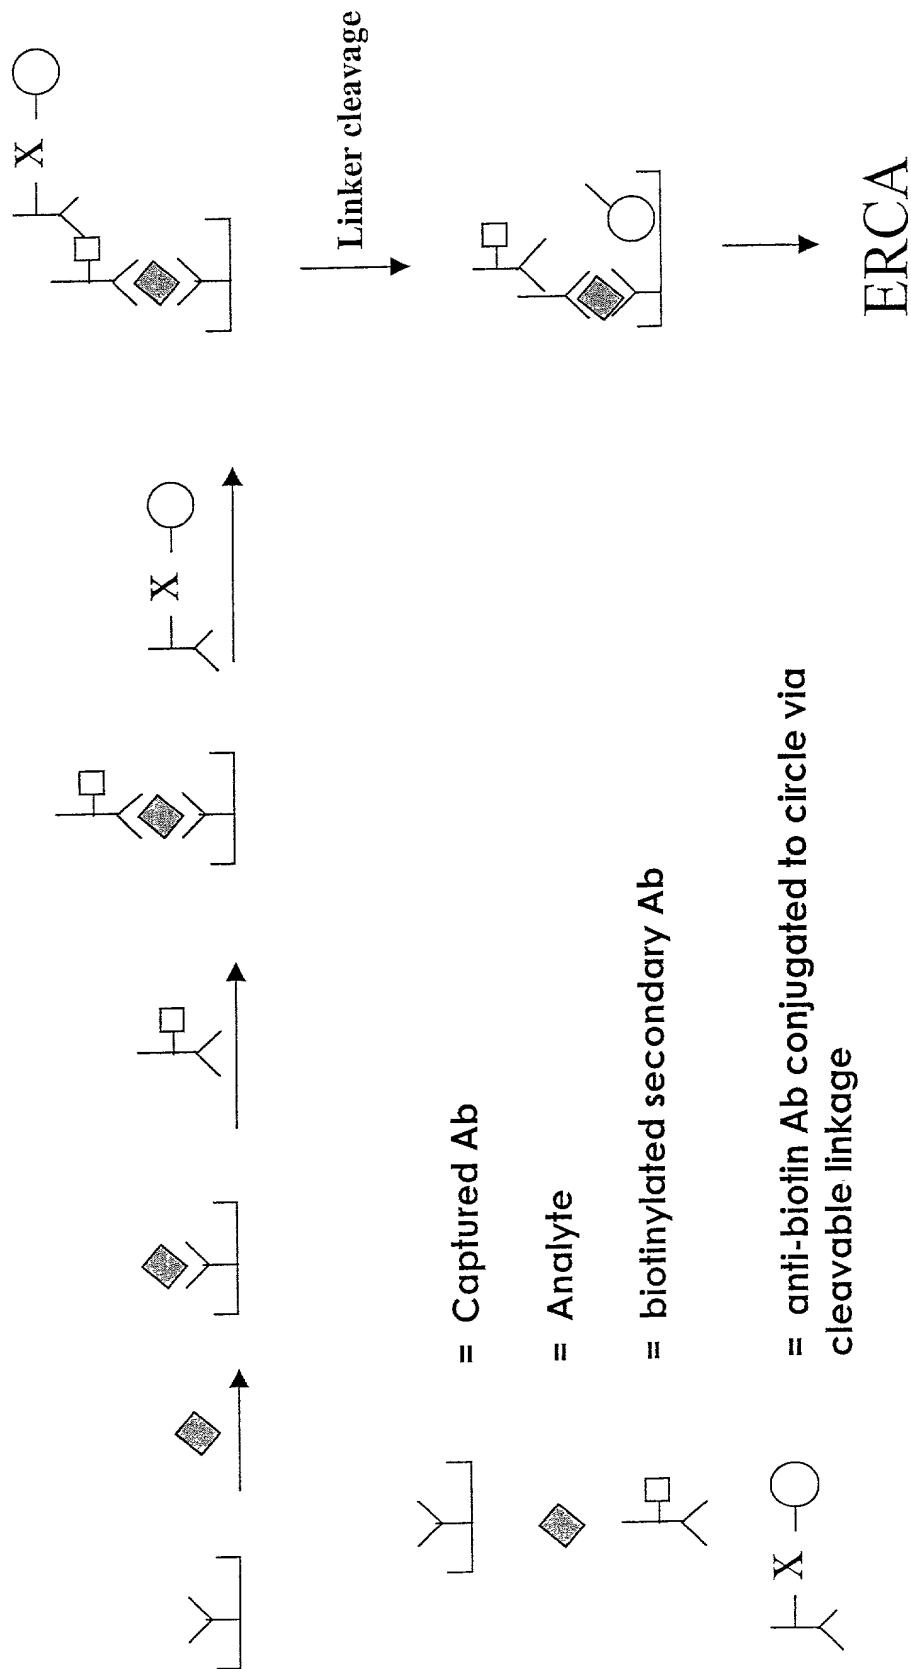 X
X
Linker cleavage
ERCA
= Captured Ab
= Analyte
= biotinylated secondary Ab
X
= anti-biotin Ab conjugated to circle via
cleavable linkage